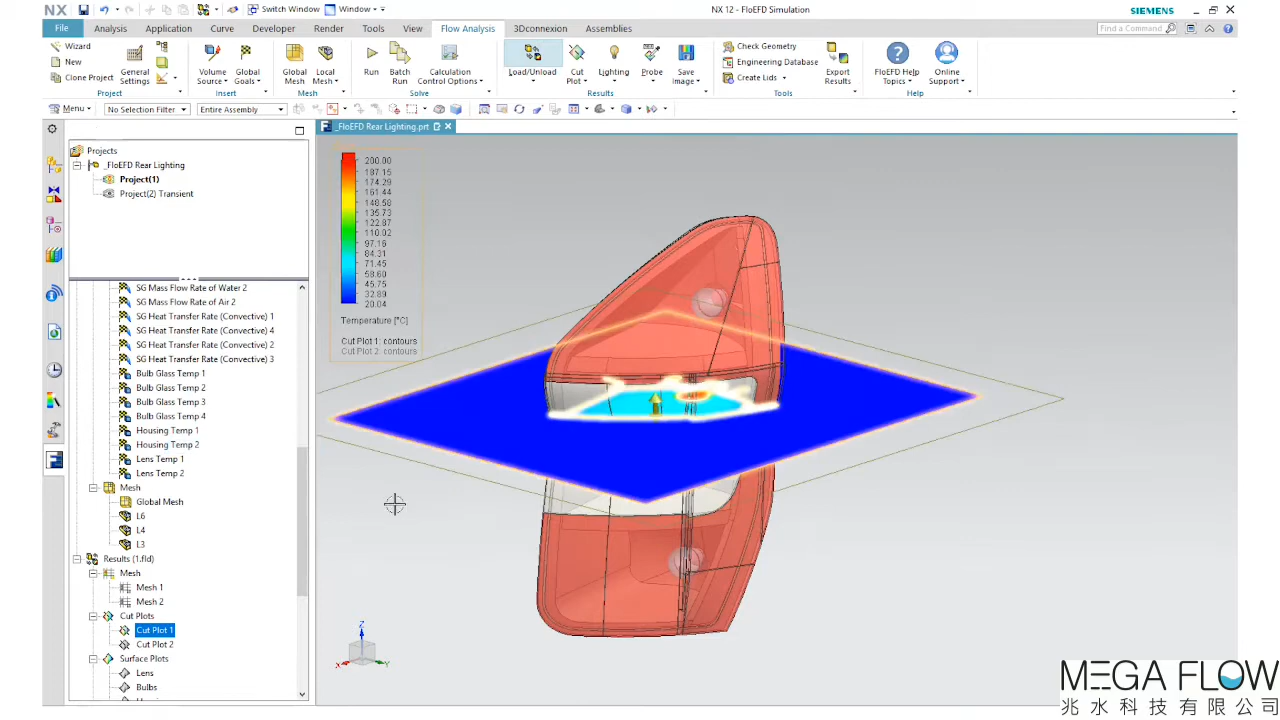 NX
Switch Window
Window
NX 12 - FloEFD Simulation
SIEMENS
File
Analysis
Application
Curve
Developer
Render
Tools
View
Flow Analysis
3Dconnexion
Assemblies
Find a Command
Wizard
New
Clone Project
General Settings
Project
Volume Source
Global Goals
Insert
Global Mesh
Local Mesh
Mesh
Run
Batch Run
Calculation Control Options
Solve
Load/Unload
Cut Plot
Lighting
Probe
Save Image
Results
Check Geometry
Engineering Database
Create Lids
Tools
Export Results
FloEFD Help Topics
Online Support
Help
Menu
No Selection Filter
Entire Assembly
_FloEFD Rear Lighting.prt
Projects
_FloEFD Rear Lighting
Project(1)
Project(2) Transient
SG Mass Flow Rate of Water 2
SG Mass Flow Rate of Air 2
SG Heat Transfer Rate (Convective) 1
SG Heat Transfer Rate (Convective) 4
SG Heat Transfer Rate (Convective) 2
SG Heat Transfer Rate (Convective) 3
Bulb Glass Temp 1
Bulb Glass Temp 2
Bulb Glass Temp 3
Bulb Glass Temp 4
Housing Temp 1
Housing Temp 2
Lens Temp 1
Lens Temp 2
Mesh
Global Mesh
L6
L4
L3
Results (1.fld)
Mesh
Mesh 1
Mesh 2
Cut Plots
Cut Plot 1
Cut Plot 2
Surface Plots
Lens
Bulbs
200.00
187.15
174.29
161.44
148.58
135.73
122.87
110.02
97.16
84.31
71.45
58.60
45.75
32.89
20.04
Temperature [°C]
Cut Plot 1: contours
Cut Plot 2: contours
Z
X
Y
MEGA FLOW
兆水科技有限公司